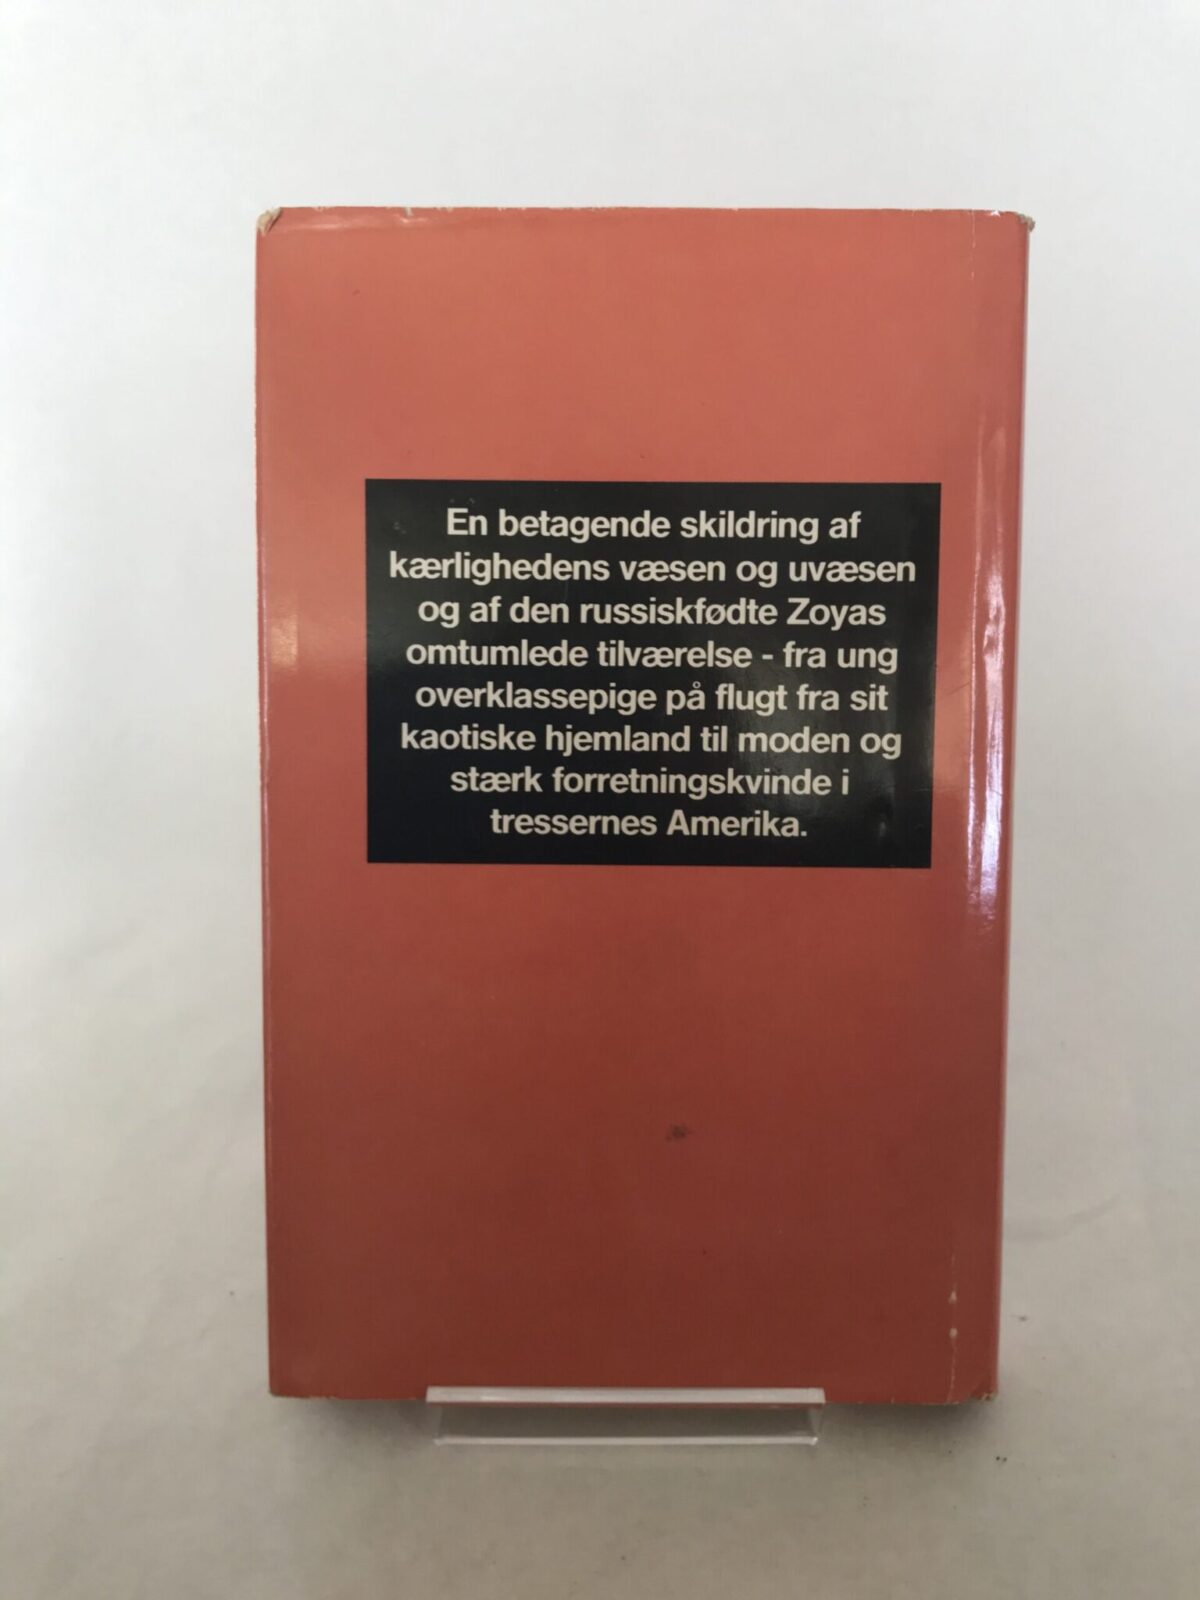 En betagende skildring af
kærlighedens væsen og uvæsen
og af den russiskfødte Zoyas
omtumlede tilværelse - fra ung
overklassepige på flugt fra sit
kaotiske hjemland til moden og
stærk forretningskvinde i
tressernes Amerika.